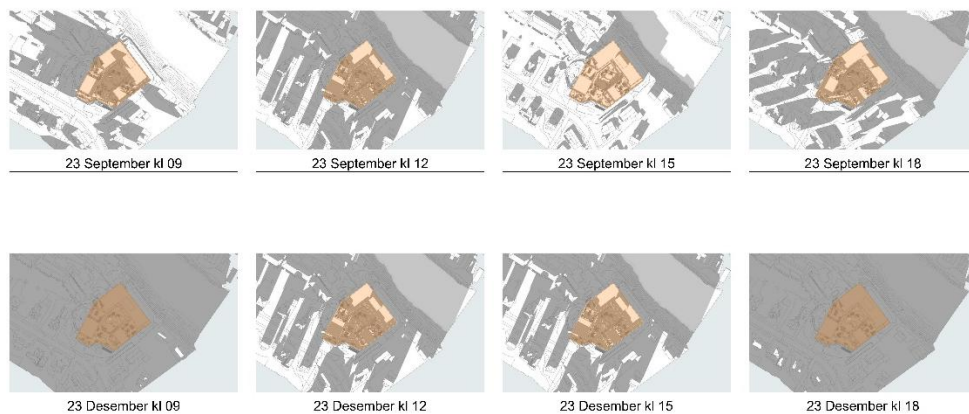 23 September kl 09
23 September kl 12
23 September kl 15
23 September kl 18
23 Desember kl 09
23 Desember kl 12
23 Desember kl 15
23 Desember kl 18